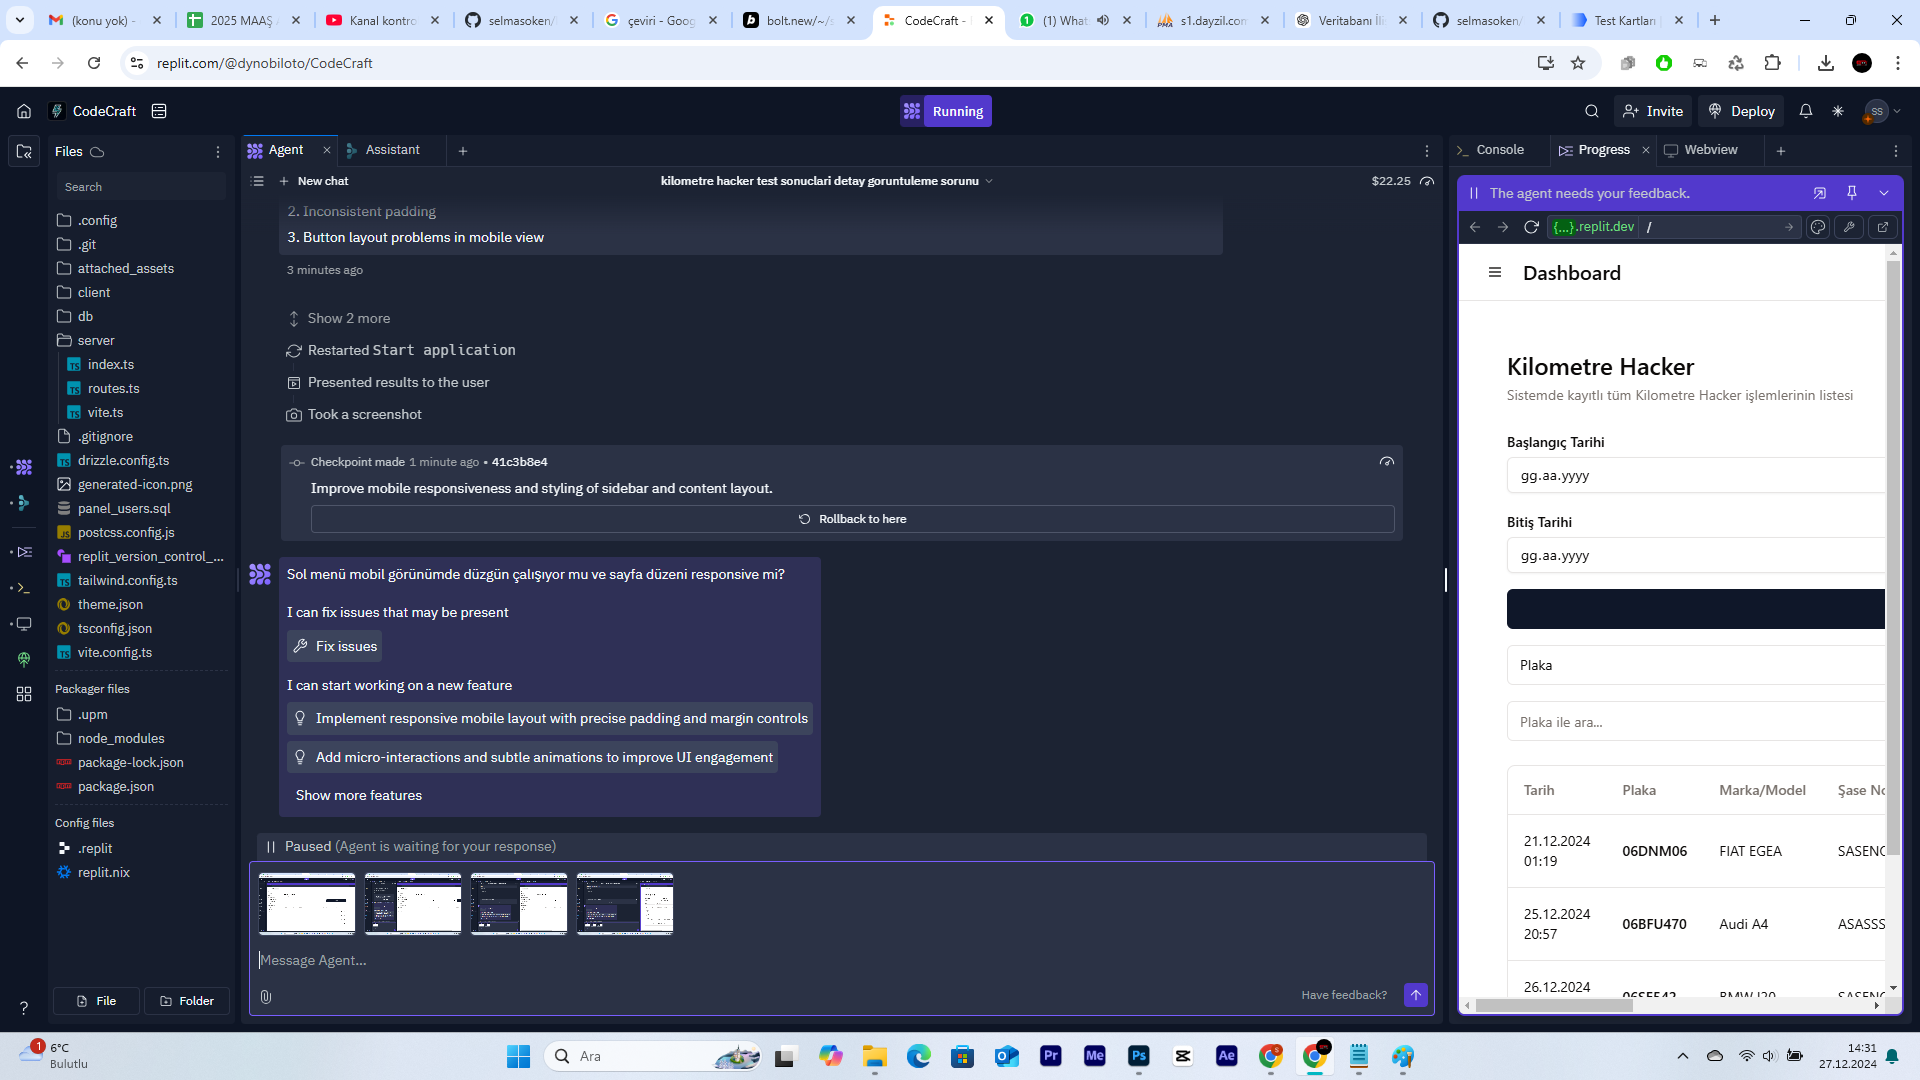 (konu yok) -
2025 MAAŞ A
Kanal kontro
selmasoken/
çeviri - Goog
bolt.new/~/s
CodeCraft -
(1) What
s1.dayzil.com
Veritabanı İli
selmasoken/
Test Kartları
replit.com/@dynobiloto/CodeCraft
CodeCraft
Running
Invite
Deploy
SS
Files
Agent
Assistant
Console
Progress
Webview
Search
New chat
kilometre hacker test sonuclari detay goruntuleme sorunu
$22.25
The agent needs your feedback.
{...}.replit.dev
/
.config
.git
attached_assets
client
db
server
index.ts
routes.ts
vite.ts
.gitignore
drizzle.config.ts
generated-icon.png
panel_users.sql
postcss.config.js
replit_version_control_...
tailwind.config.ts
theme.json
tsconfig.json
vite.config.ts
Packager files
.upm
node_modules
package-lock.json
package.json
Config files
.replit
replit.nix
File
Folder
2. Inconsistent padding
3. Button layout problems in mobile view
3 minutes ago
Show 2 more
Restarted Start application
Presented results to the user
Took a screenshot
Checkpoint made 1 minute ago • 41c3b8e4
Improve mobile responsiveness and styling of sidebar and content layout.
Rollback to here
Sol menü mobil görünümde düzgün çalışıyor mu ve sayfa düzeni responsive mi?
I can fix issues that may be present
Fix issues
I can start working on a new feature
Implement responsive mobile layout with precise padding and margin controls
Add micro-interactions and subtle animations to improve UI engagement
Show more features
Paused (Agent is waiting for your response)
Message Agent...
Have feedback?
Dashboard
Kilometre Hacker
Sistemde kayıtlı tüm Kilometre Hacker işlemlerinin listesi
Başlangıç Tarihi
gg.aa.yyyy
Bitiş Tarihi
gg.aa.yyyy
Plaka
Plaka ile ara...
Tarih Plaka Marka/Model Şase No
21.12.2024 01:19 06DNM06 FIAT EGEA SASENO
25.12.2024 20:57 06BFU470 Audi A4 ASASSS
26.12.2024
1
6°C
Bulutlu
Ara
14:31
27.12.2024